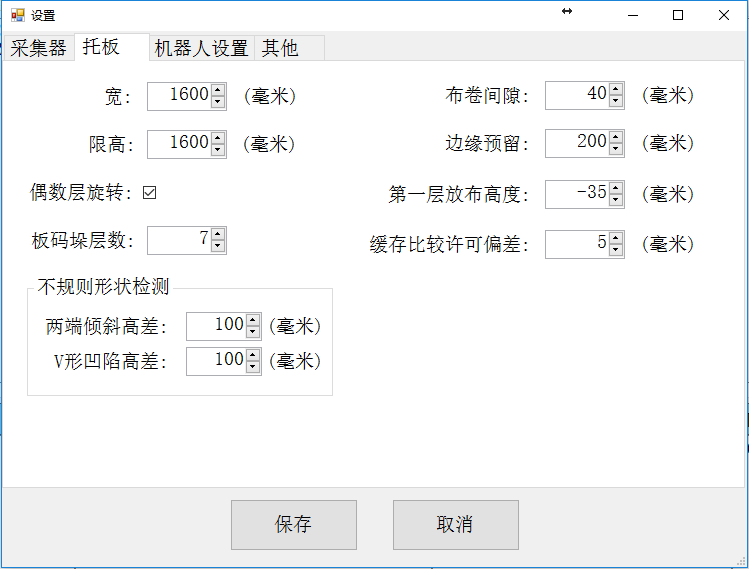 设置
采集器 托板 机器人设置 其他
宽： 1600 (毫米) 布卷间隙： 40 (毫米)
限高： 1600 (毫米) 边缘预留： 200 (毫米)
偶数层旋转： 第一层放布高度： -35 (毫米)
板码垛层数： 7 缓存比较许可偏差： 5 (毫米)
不规则形状检测
两端倾斜高差： 100 (毫米)
V形凹陷高差： 100 (毫米)
保存 取消